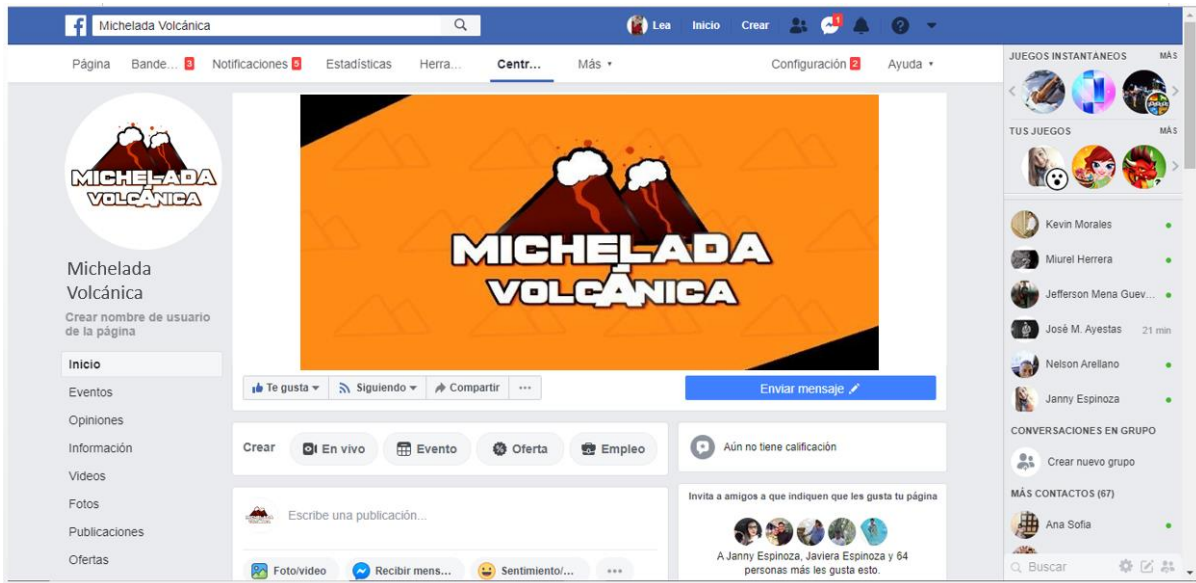 Michelada Volcánica
Lea Inicio Crear 1
Página Bande... 3 Notificaciones 5 Estadísticas Herra... Centr... Más Configuración 2 Ayuda
MICHELADA
VOLCÁNICA
Michelada
Volcánica
Crear nombre de usuario
de la página
Inicio
Eventos
Opiniones
Información
Videos
Fotos
Publicaciones
Ofertas
MICHELADA
VOLCÁNICA
Te gusta Siguiendo Compartir ...
Enviar mensaje
Crear En vivo Evento Oferta Empleo
Escribe una publicación...
Foto/video Recibir mens... Sentimiento/... ...
Aún no tiene calificación
Invita a amigos a que indiquen que les gusta tu página
A Janny Espinoza, Javiera Espinoza y 64
personas más les gusta esto.
JUEGOS INSTANTÁNEOS MÁS
TUS JUEGOS MÁS
Kevin Morales
Miurel Herrera
Jefferson Mena Guev...
José M. Ayestas 21 min
Nelson Arellano
Janny Espinoza
CONVERSACIONES EN GRUPO
Crear nuevo grupo
MÁS CONTACTOS (67)
Ana Sofia
Buscar